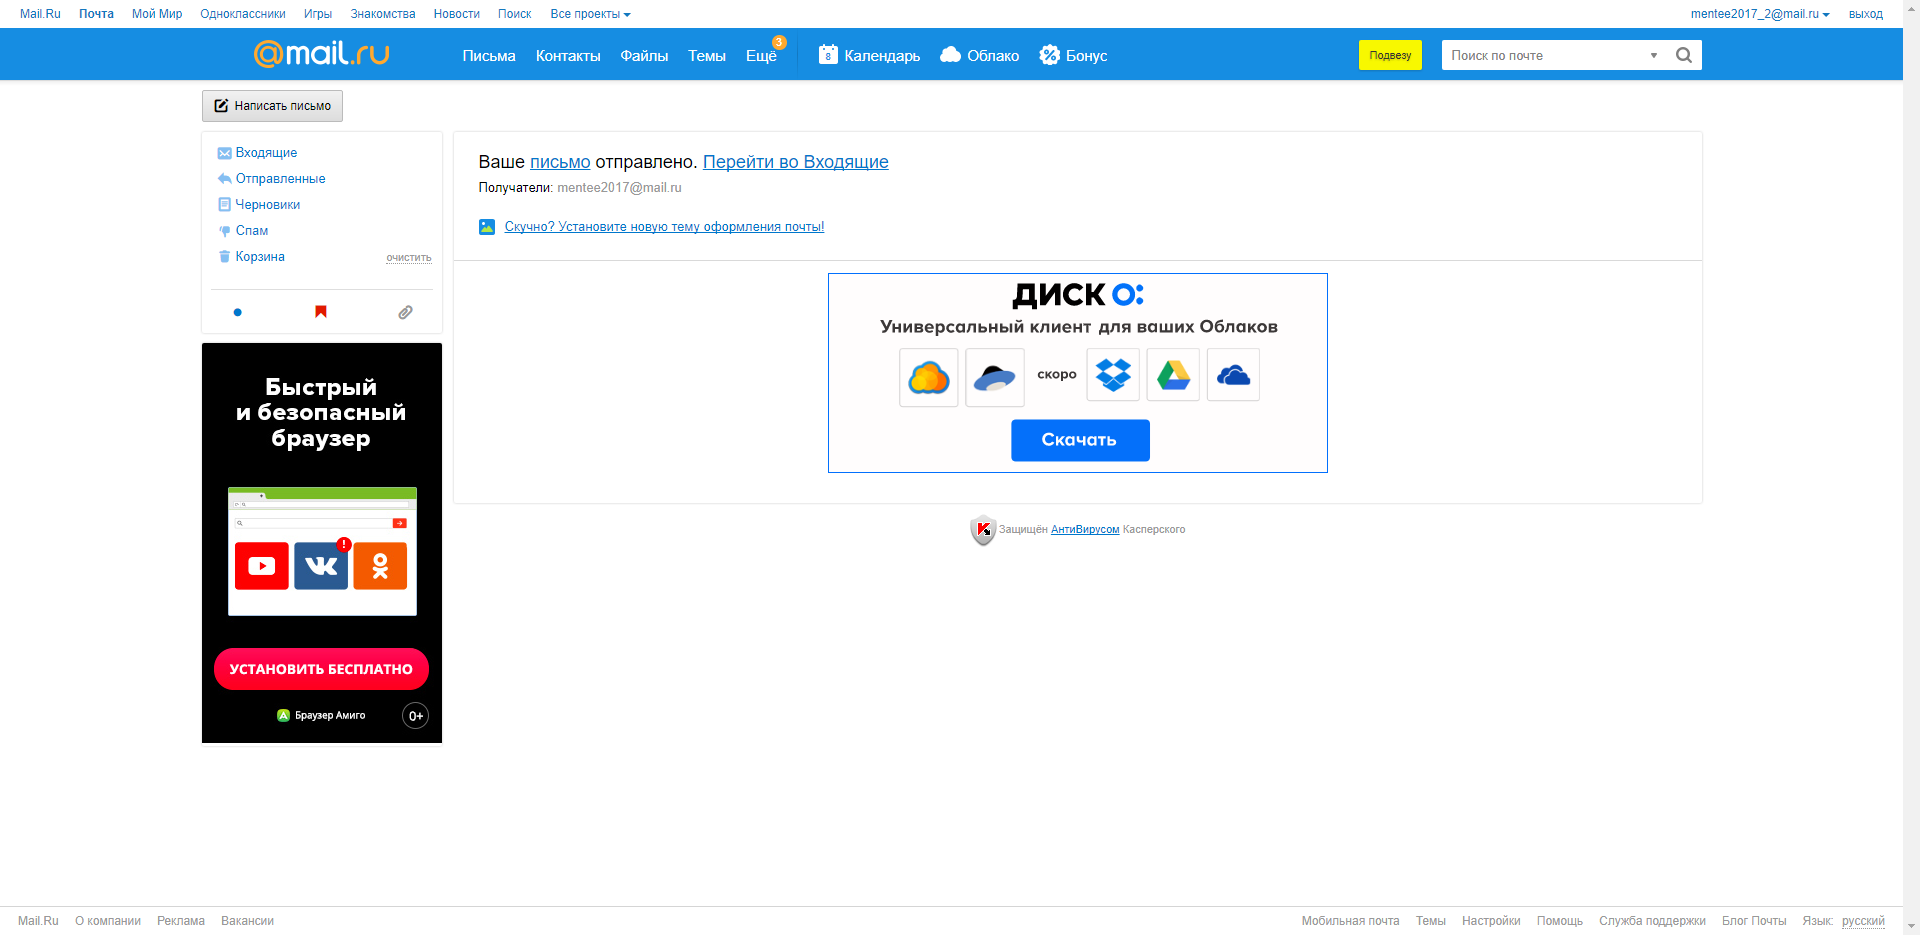 Mail.Ru Почта Мой Мир Одноклассники Игры Знакомства Новости Поиск Все проекты mentee2017_2@mail.ru выход
@mail.ru Письма Контакты Файлы Темы Ещё 3 8 Календарь Облако Бонус Подвезу Поиск по почте
Написать письмо
Входящие
Отправленные
Черновики
Спам
Корзина очистить
Ваше письмо отправлено. Перейти во Входящие
Получатели: mentee2017@mail.ru
Скучно? Установите новую тему оформления почты!
ДИСК О:
Универсальный клиент для ваших Облаков
скоро
Скачать
Защищён АнтиВирусом Касперского
Быстрый
и безопасный
браузер
!
УСТАНОВИТЬ БЕСПЛАТНО
Браузер Амиго 0+
Mail.Ru О компании Реклама Вакансии Мобильная почта Темы Настройки Помощь Служба поддержки Блог Почты Язык: русский